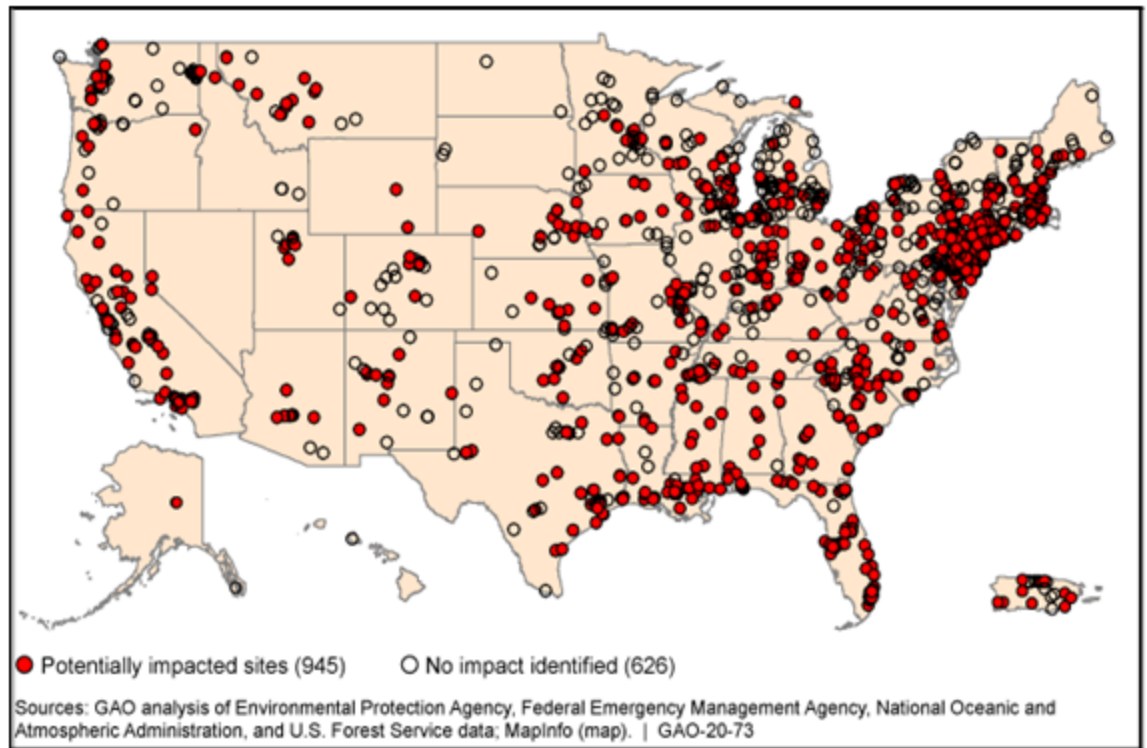 Potentially impacted sites (945) No impact identified (626)
Sources: GAO analysis of Environmental Protection Agency, Federal Emergency Management Agency, National Oceanic and
Atmospheric Administration, and U.S. Forest Service data; MapInfo (map). | GAO-20-73